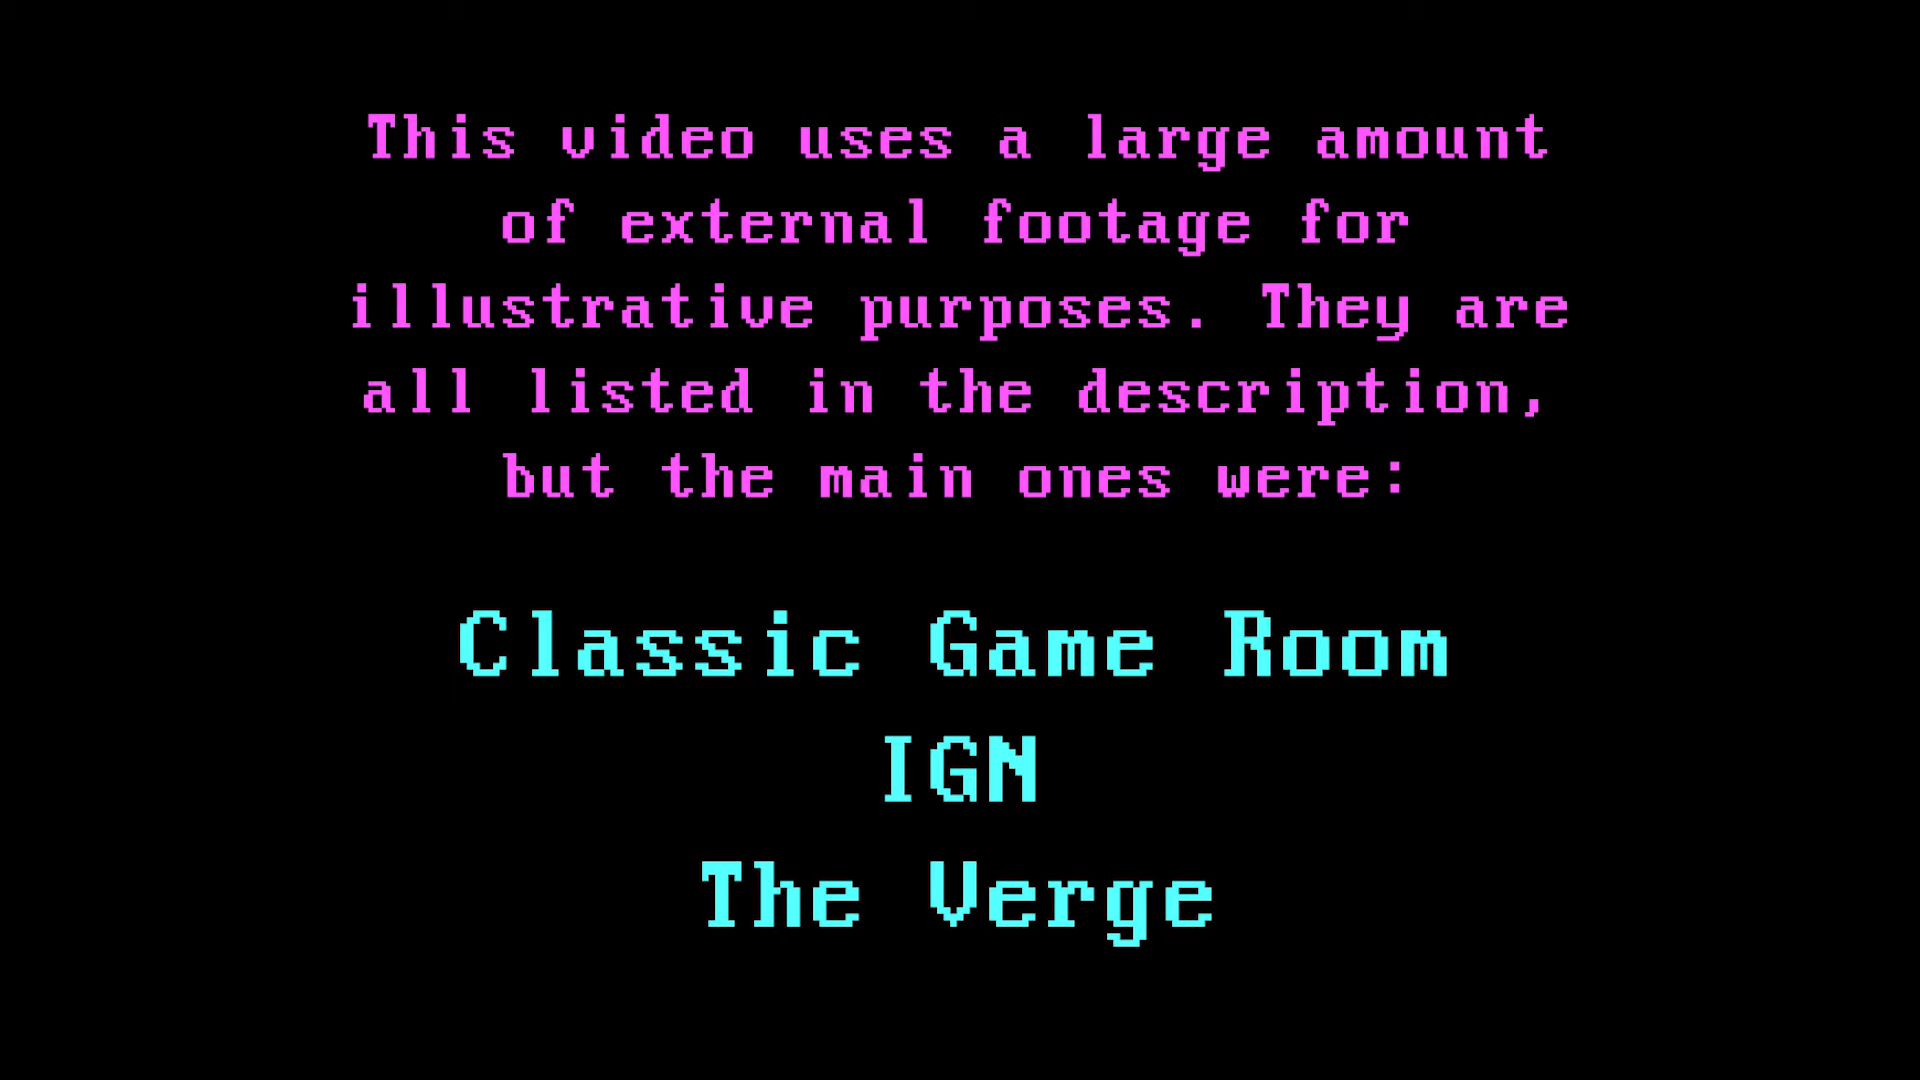 This video uses a large amount
of external footage for
illustrative purposes. They are
all listed in the description,
but the main ones were:
Classic Game Room
IGN
The Verge